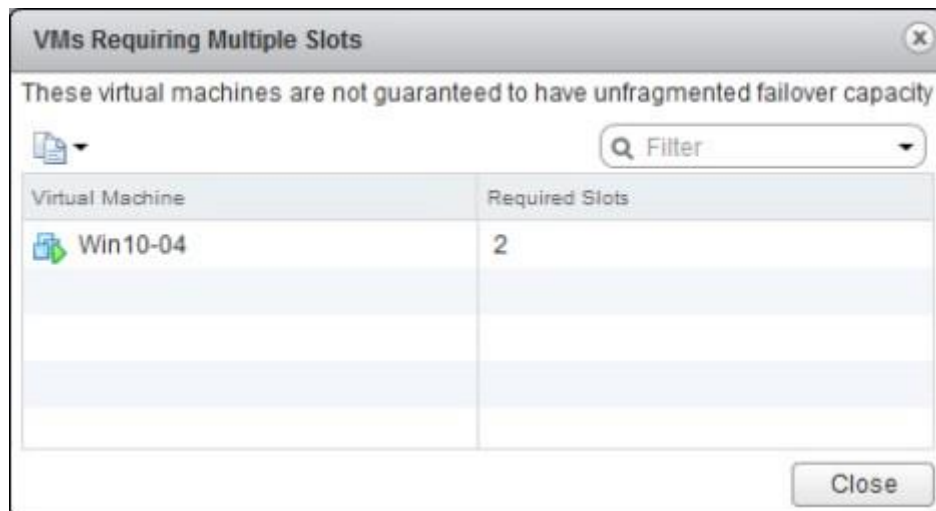 VMs Requiring Multiple Slots
These virtual machines are not guaranteed to have unfragmented failover capacity
Filter
Virtual Machine Required Slots
Win10-04 2
Close